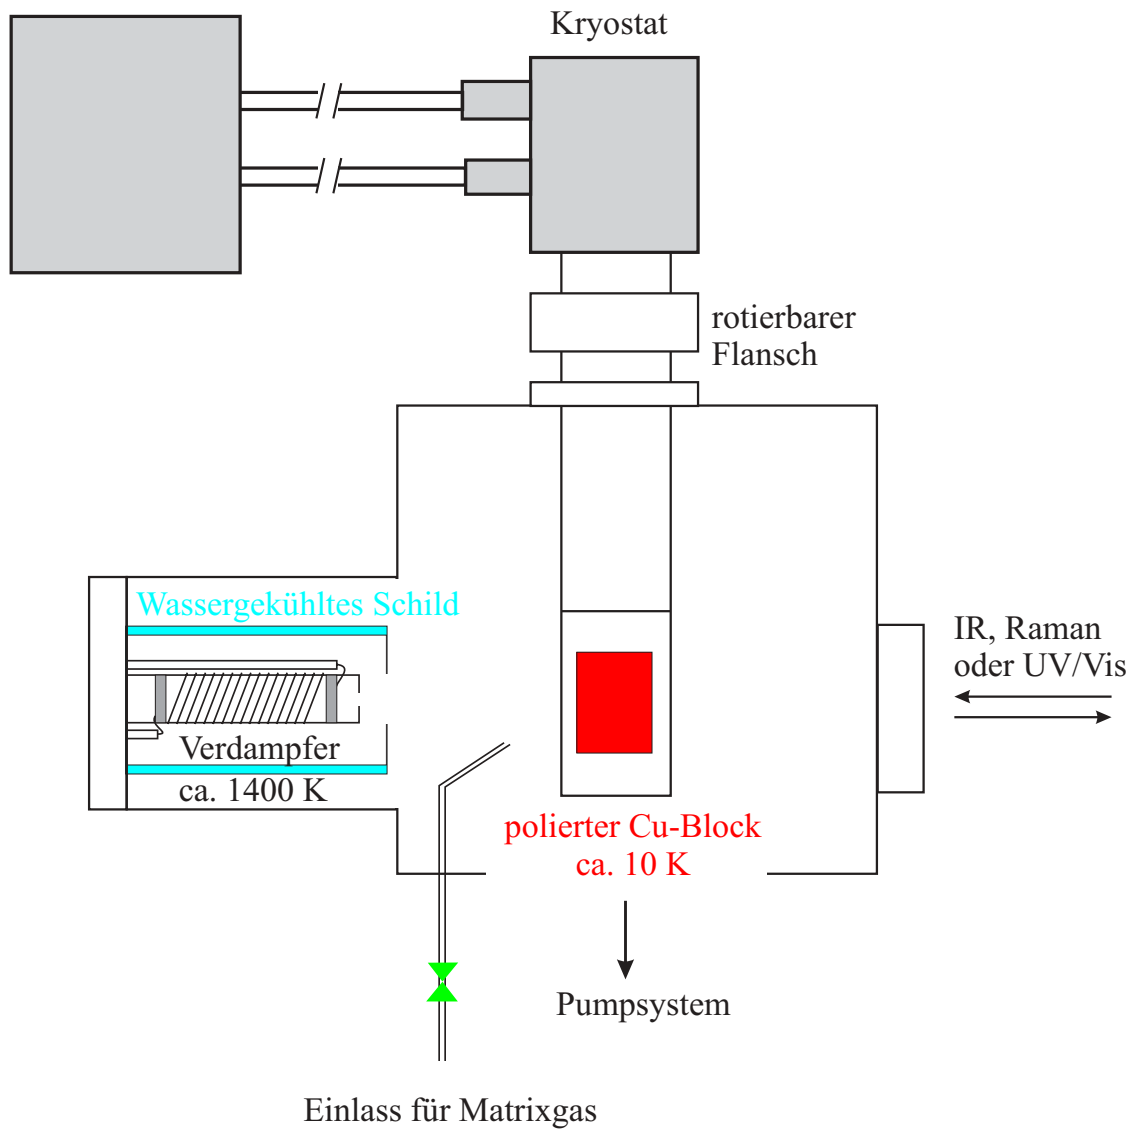 Kryostat
rotierbarer
Flansch
Wassergekühltes Schild
Verdampfer
ca. 1400 K
IR, Raman
oder UV/Vis
polierter Cu-Block
ca. 10 K
Pumpsystem
Einlass für Matrixgas